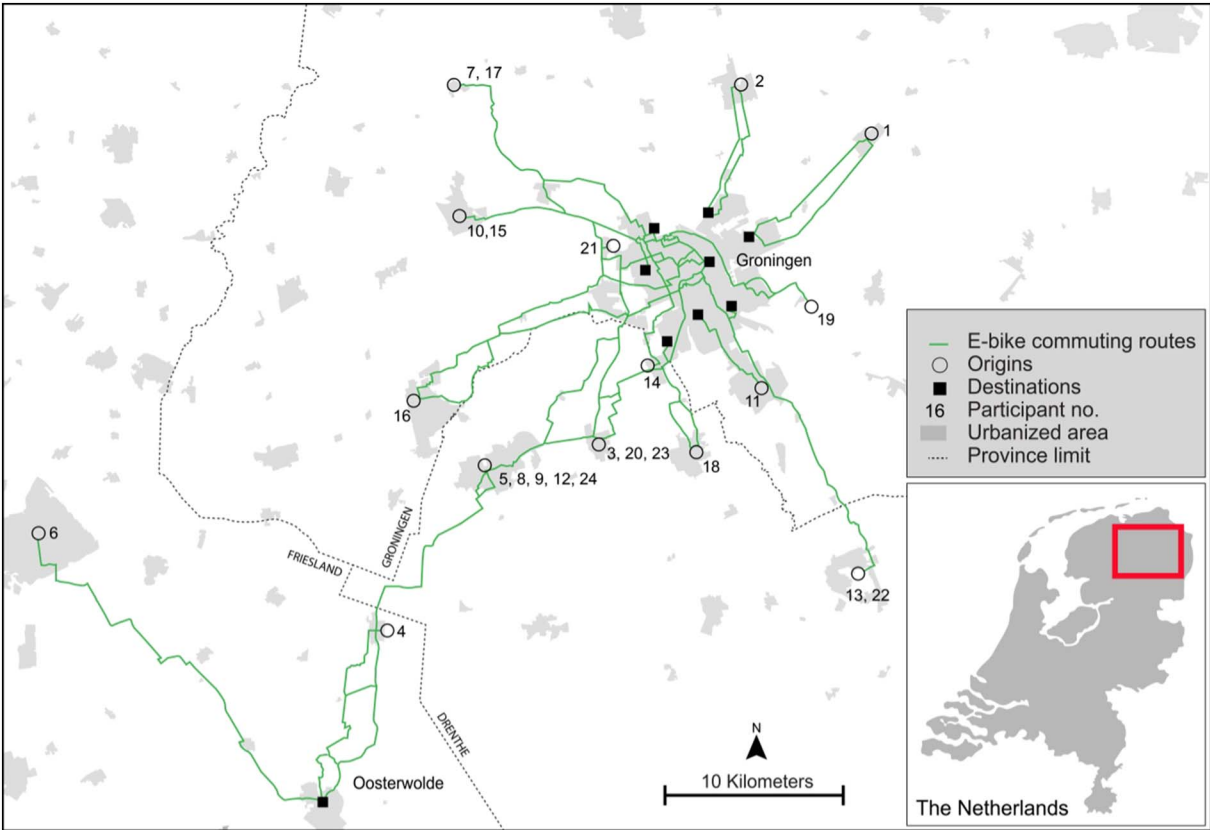 7, 17
2
1
10,15
21
Groningen
19
14
11
16
3, 20, 23
18
5, 8, 9, 12, 24
6
FRIESLAND
GRONINGEN
13, 22
4
DRENTHE
Oosterwolde
N
10 Kilometers
E-bike commuting routes
Origins
Destinations
16 Participant no.
Urbanized area
Province limit
The Netherlands